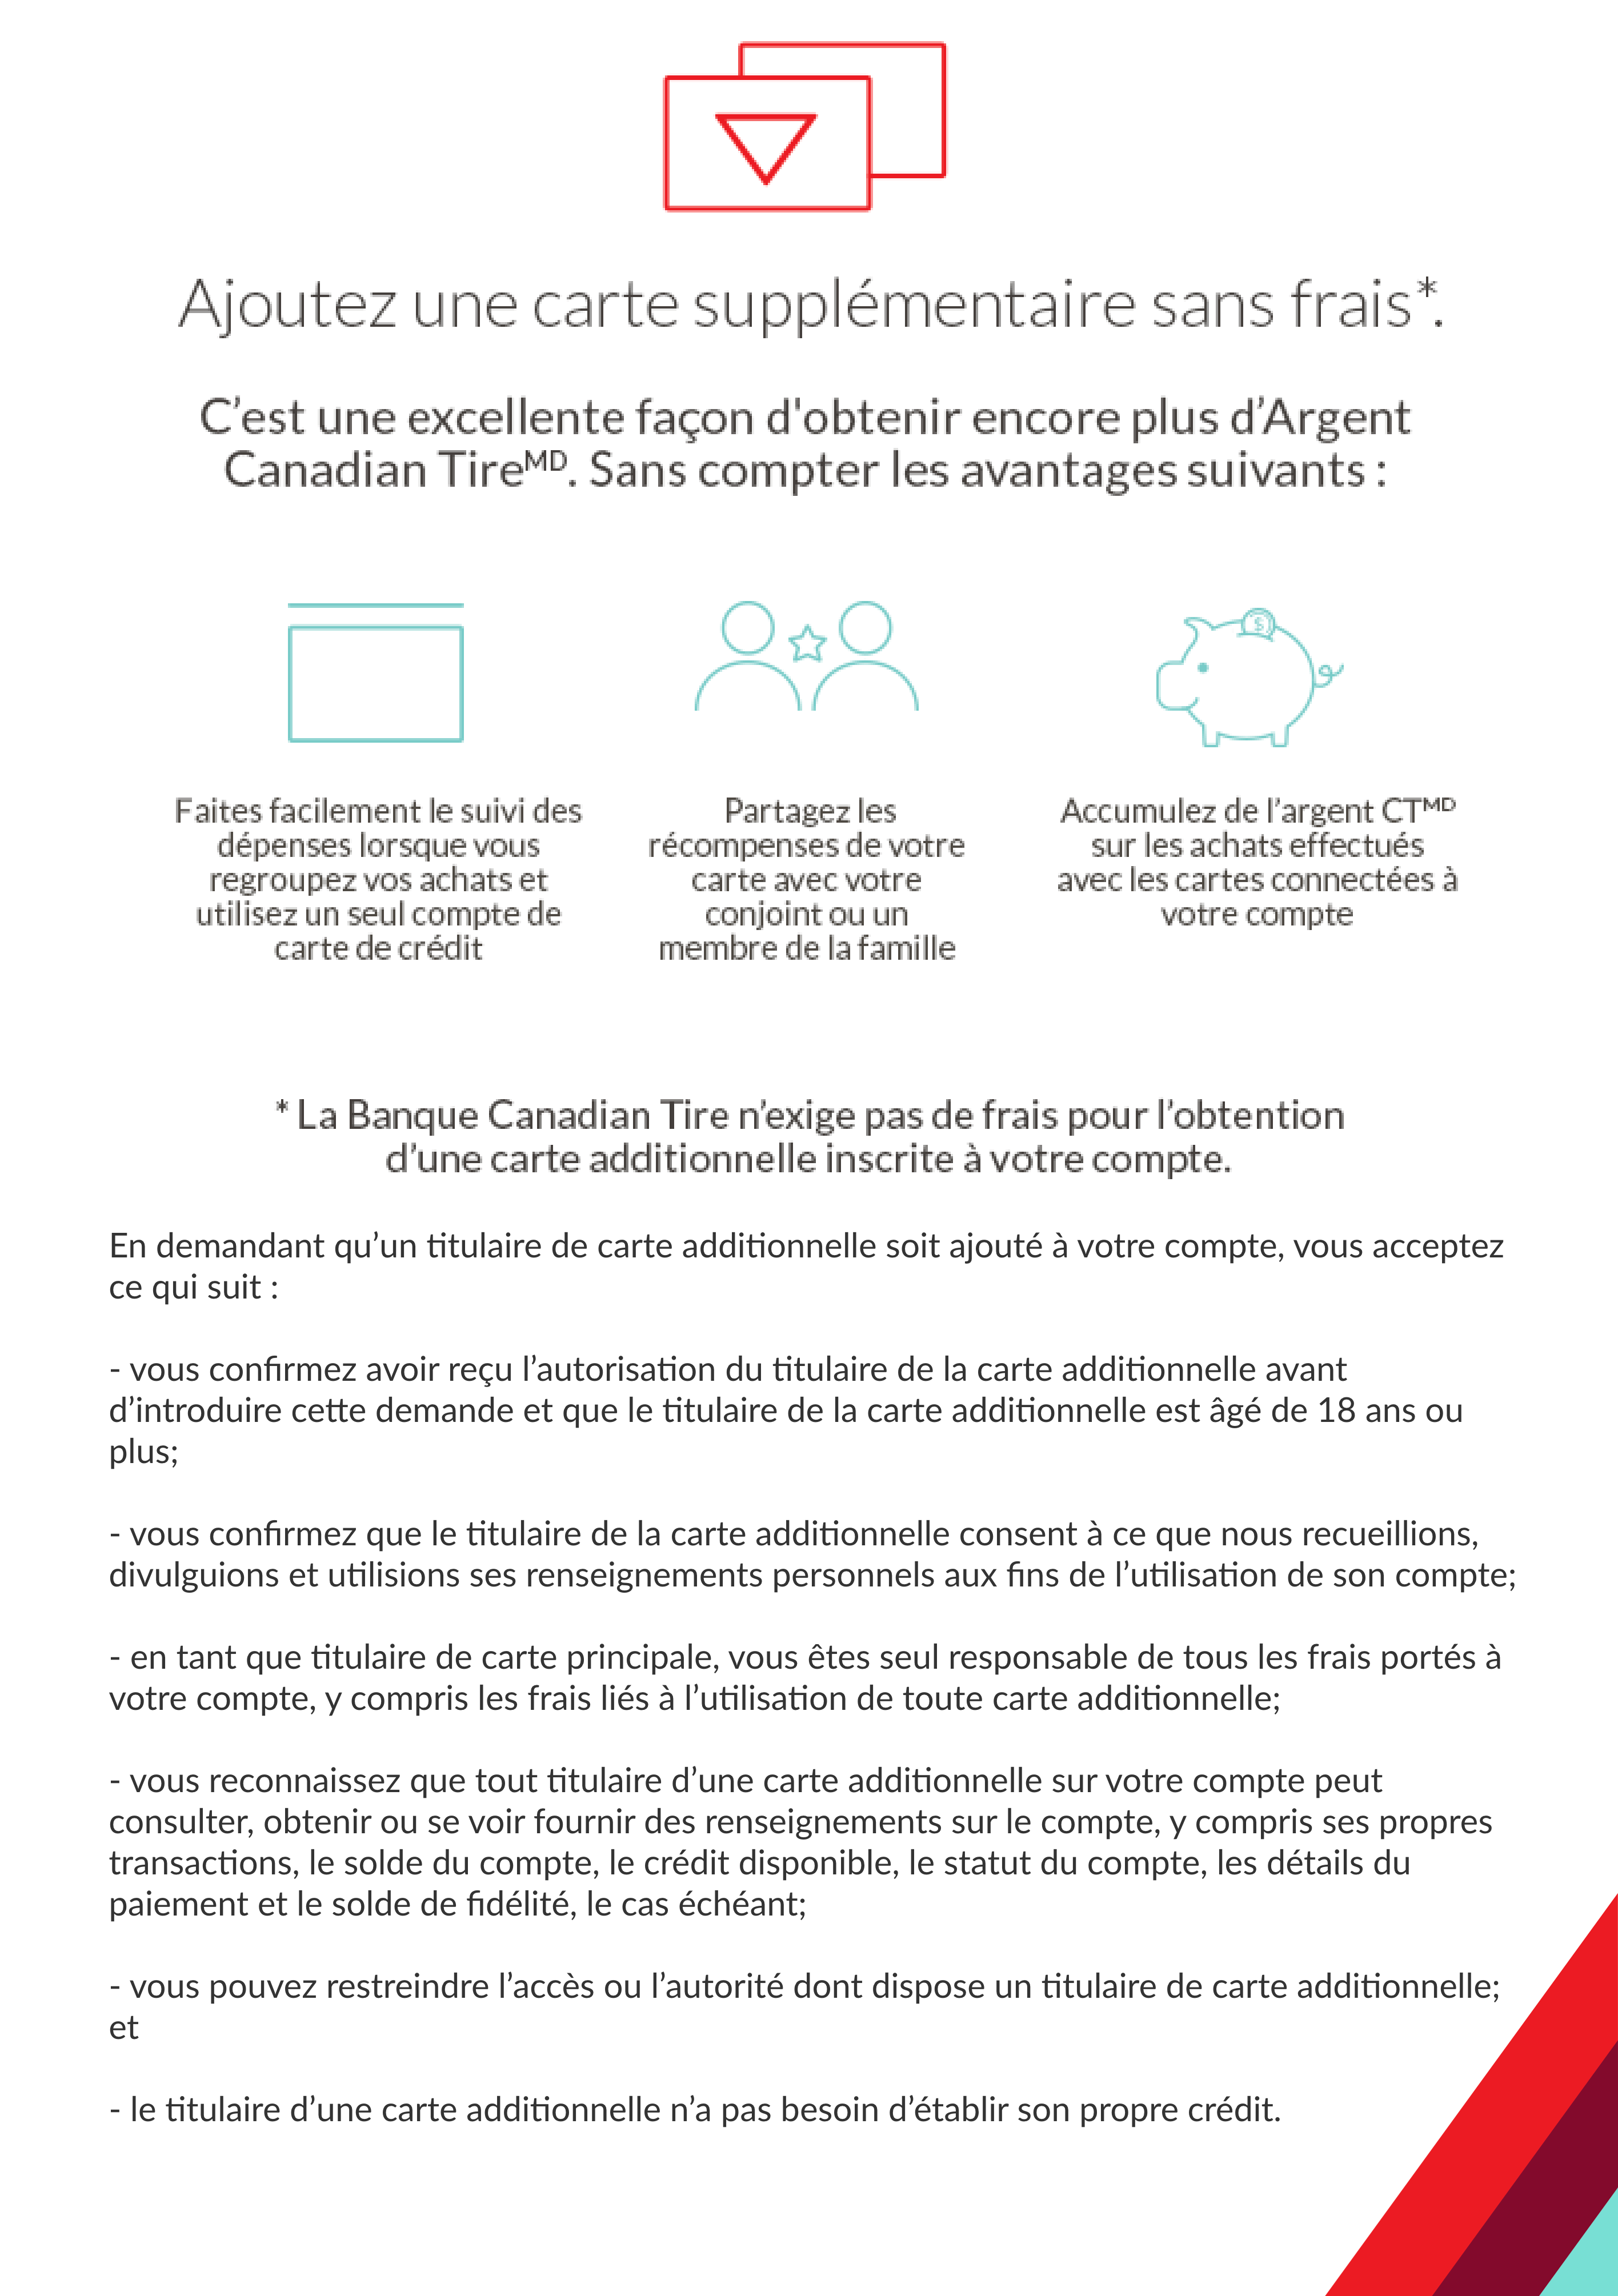 Ajoutez une carte supplémentaire sans frais*.
C’est une excellente façon d'obtenir encore plus d’Argent
Canadian Tireᴹᴰ. Sans compter les avantages suivants :
$
Faites facilement le suivi des
dépenses lorsque vous
regroupez vos achats et
utilisez un seul compte de
carte de crédit
Partagez les
récompenses de votre
carte avec votre
conjoint ou un
membre de la famille
Accumulez de l’argent CTᴹᴰ
sur les achats effectués
avec les cartes connectées à
votre compte
* La Banque Canadian Tire n’exige pas de frais pour l’obtention
d’une carte additionnelle inscrite à votre compte.
En demandant qu’un titulaire de carte additionnelle soit ajouté à votre compte, vous acceptez
ce qui suit :
- vous confirmez avoir reçu l’autorisation du titulaire de la carte additionnelle avant
d’introduire cette demande et que le titulaire de la carte additionnelle est âgé de 18 ans ou
plus;
- vous confirmez que le titulaire de la carte additionnelle consent à ce que nous recueillions,
divulguions et utilisions ses renseignements personnels aux fins de l’utilisation de son compte;
- en tant que titulaire de carte principale, vous êtes seul responsable de tous les frais portés à
votre compte, y compris les frais liés à l’utilisation de toute carte additionnelle;
- vous reconnaissez que tout titulaire d’une carte additionnelle sur votre compte peut
consulter, obtenir ou se voir fournir des renseignements sur le compte, y compris ses propres
transactions, le solde du compte, le crédit disponible, le statut du compte, les détails du
paiement et le solde de fidélité, le cas échéant;
- vous pouvez restreindre l’accès ou l’autorité dont dispose un titulaire de carte additionnelle;
et
- le titulaire d’une carte additionnelle n’a pas besoin d’établir son propre crédit.